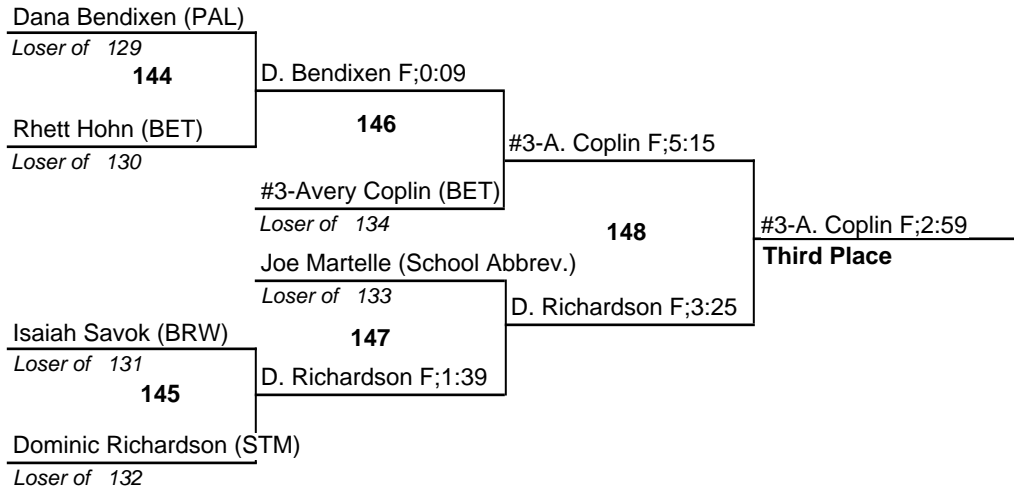 Dana Bendixen (PAL)
Loser of 129
144
D. Bendixen F;0:09
Rhett Hohn (BET)
Loser of 130
146
#3-A. Coplin F;5:15
#3-Avery Coplin (BET)
Loser of 134
148
#3-A. Coplin F;2:59
Third Place
Joe Martelle (School Abbrev.)
Loser of 133
D. Richardson F;3:25
Isaiah Savok (BRW)
Loser of 131
147
145
D. Richardson F;1:39
Dominic Richardson (STM)
Loser of 132